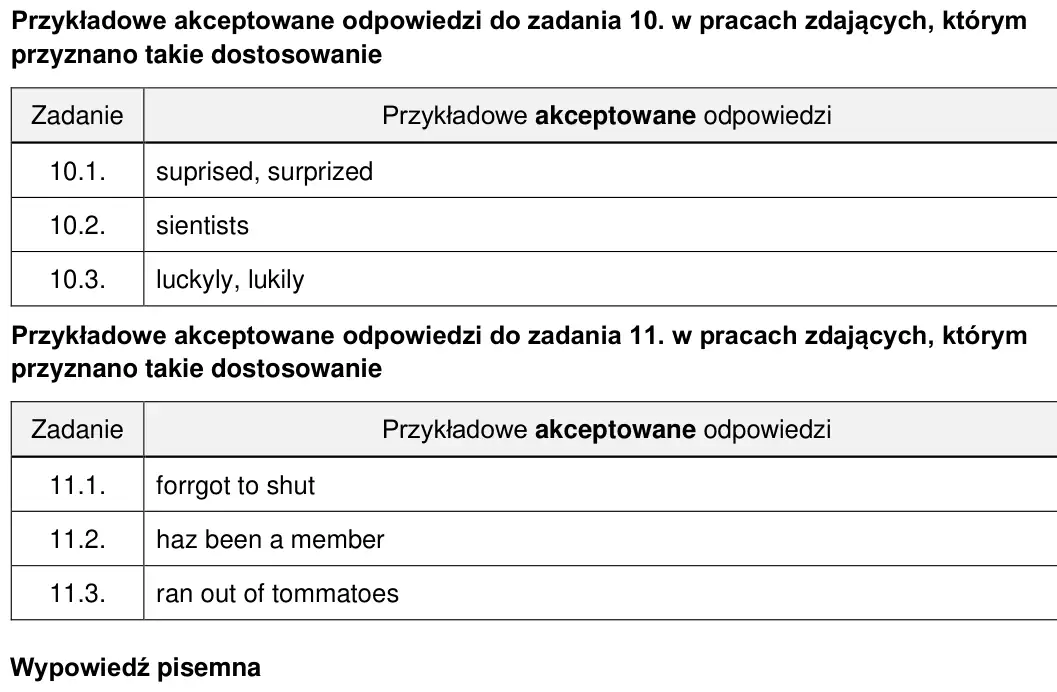 Przykładowe akceptowane odpowiedzi do zadania 10. w pracach zdających, którym
przyznano takie dostosowanie
Zadanie Przykładowe akceptowane odpowiedzi
10.1. suprised, surprized
10.2. sientists
10.3. luckyly, lukily
Przykładowe akceptowane odpowiedzi do zadania 11. w pracach zdających, którym
przyznano takie dostosowanie
Zadanie Przykładowe akceptowane odpowiedzi
11.1. forrgot to shut
11.2. haz been a member
11.3. ran out of tommatoes
Wypowiedź pisemna